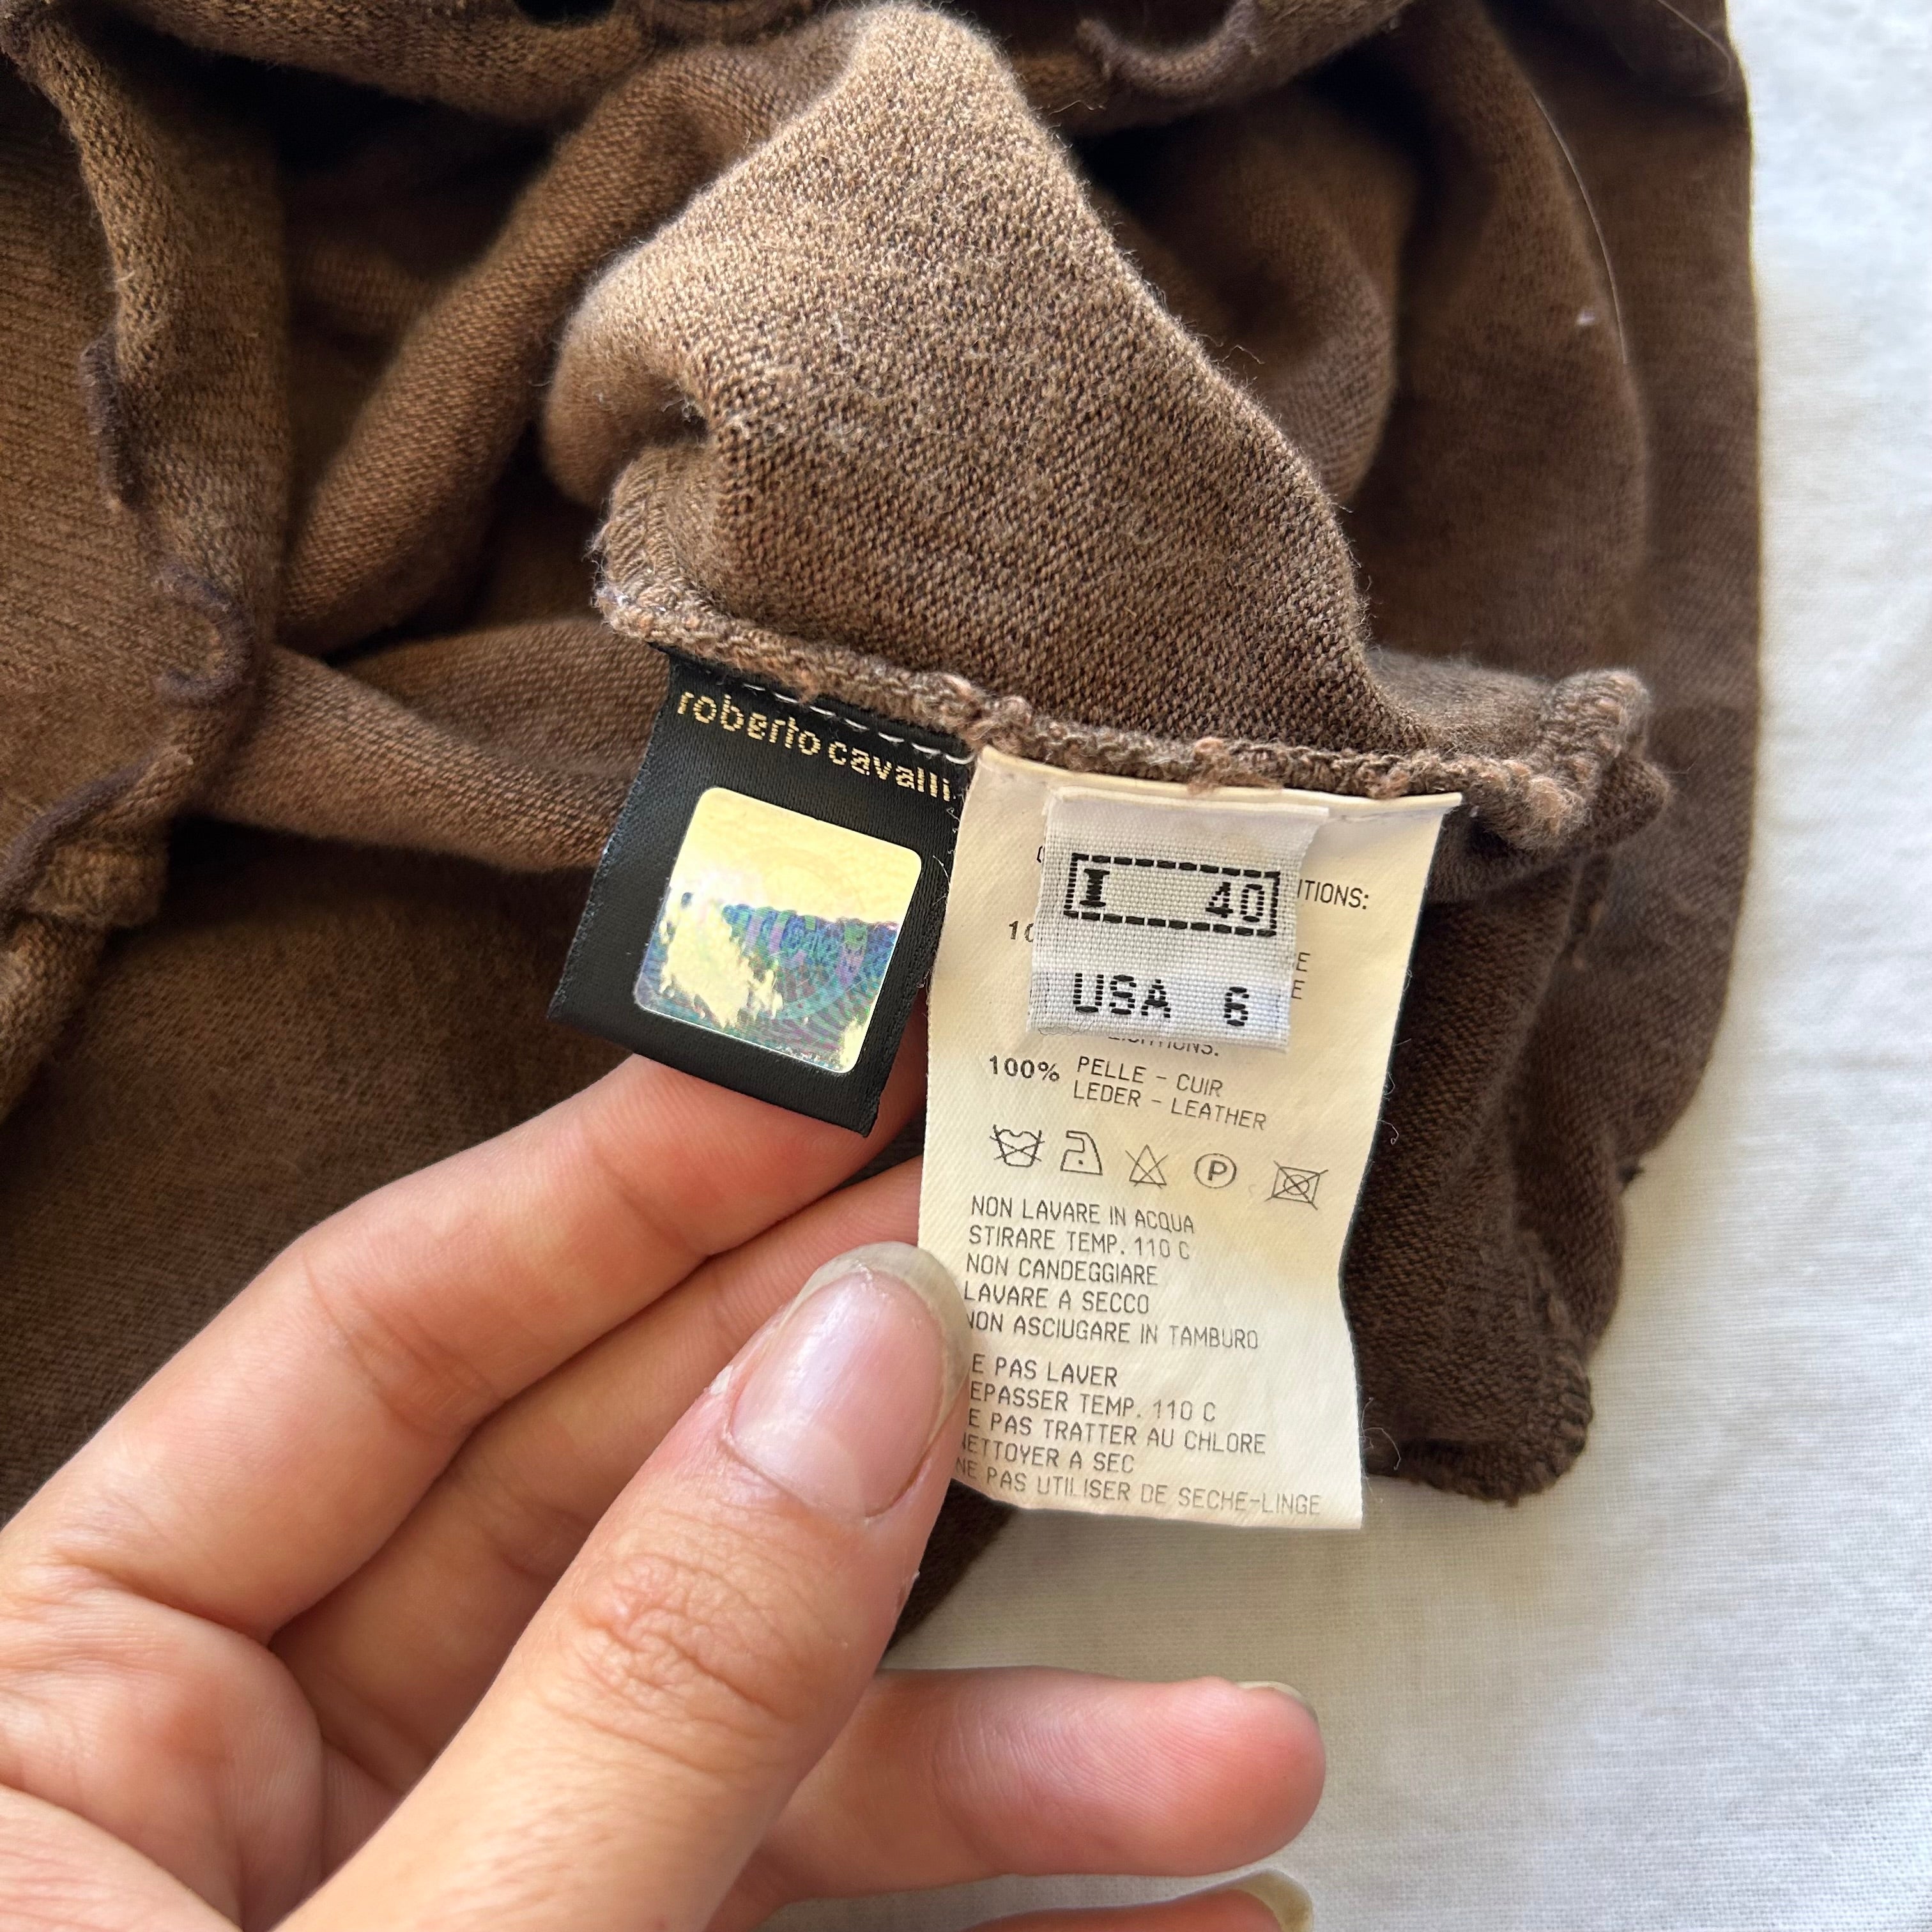 roberto cavalli
I 40
USA 6
100% PELLE - CUIR
LEDER - LEATHER
P
NON LAVARE IN ACQUA
STIRARE TEMP. 110 C
NON CANDEGGIARE
LAVARE A SECCO
NON ASCIUGARE IN TAMBURO
E PAS LAVER
EPASSER TEMP. 110 C
E PAS TRATTER AU CHLORE
NETTOYER A SEC
NE PAS UTILISER DE SECHE-LINGE